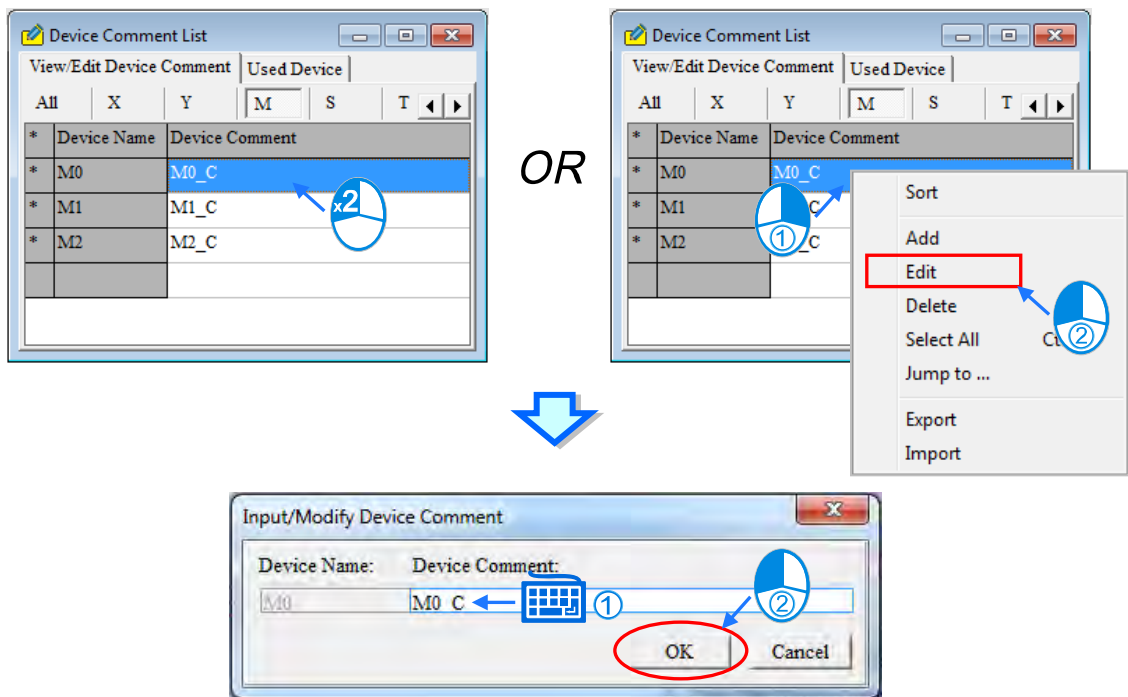 Device Comment List
View/Edit Device Comment Used Device
All X Y M S T
* Device Name Device Comment
* M0 M0_C
* M1 M1_C
* M2 M2_C
x2
OR
Device Comment List
View/Edit Device Comment Used Device
All X Y M S T
* Device Name Device Comment
* M0 M0_C
* M1
* M2 C
①
Sort
Add
Edit
Delete
Select All
Jump to ...
Export
Import
②
Input/Modify Device Comment
Device Name: Device Comment:
M0 M0_C
①
②
OK Cancel